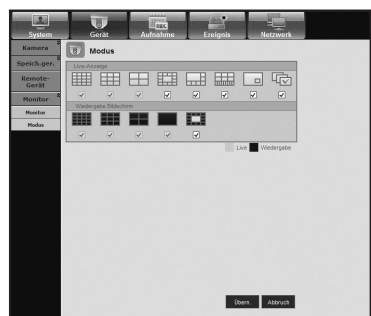 System Gerät Aufnahme Ereignis Netzwerk
Kamera
Speich.ger.
Remote-
Gerät
Monitor
Monitor
Modus
Modus
Live-Anzeige
Wiedergabe Bildschirm
Live Wiedergabe
Übern. Abbruch